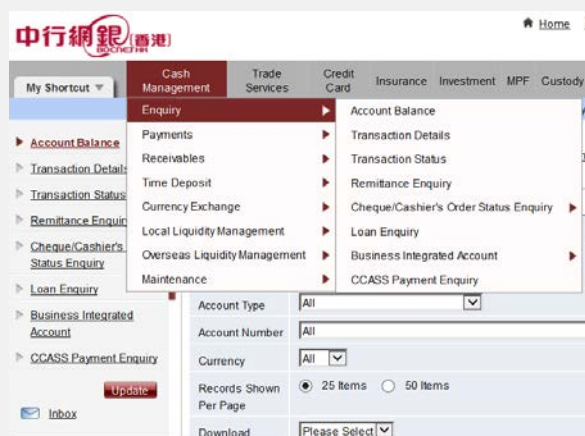 Home
中行網銀(香港)
BOCNET HK
My Shortcut
Cash Management
Trade Services
Credit Card
Insurance
Investment
MPF
Custody
Enquiry
Payments
Receivables
Time Deposit
Currency Exchange
Local Liquidity Management
Overseas Liquidity Management
Maintenance
Account Balance
Transaction Details
Transaction Status
Remittance Enquiry
Cheque/Cashier's Order Status Enquiry
Loan Enquiry
Business Integrated Account
CCASS Payment Enquiry
Account Balance
Transaction Details
Transaction Status
Remittance Enquiry
Cheque/Cashier's
Status Enquiry
Loan Enquiry
Business Integrated
Account
CCASS Payment Enquiry
Update
Inbox
Account Type
All
Account Number
All
Currency
All
Records Shown
Per Page
25 Items
50 Items
Download
Please Select